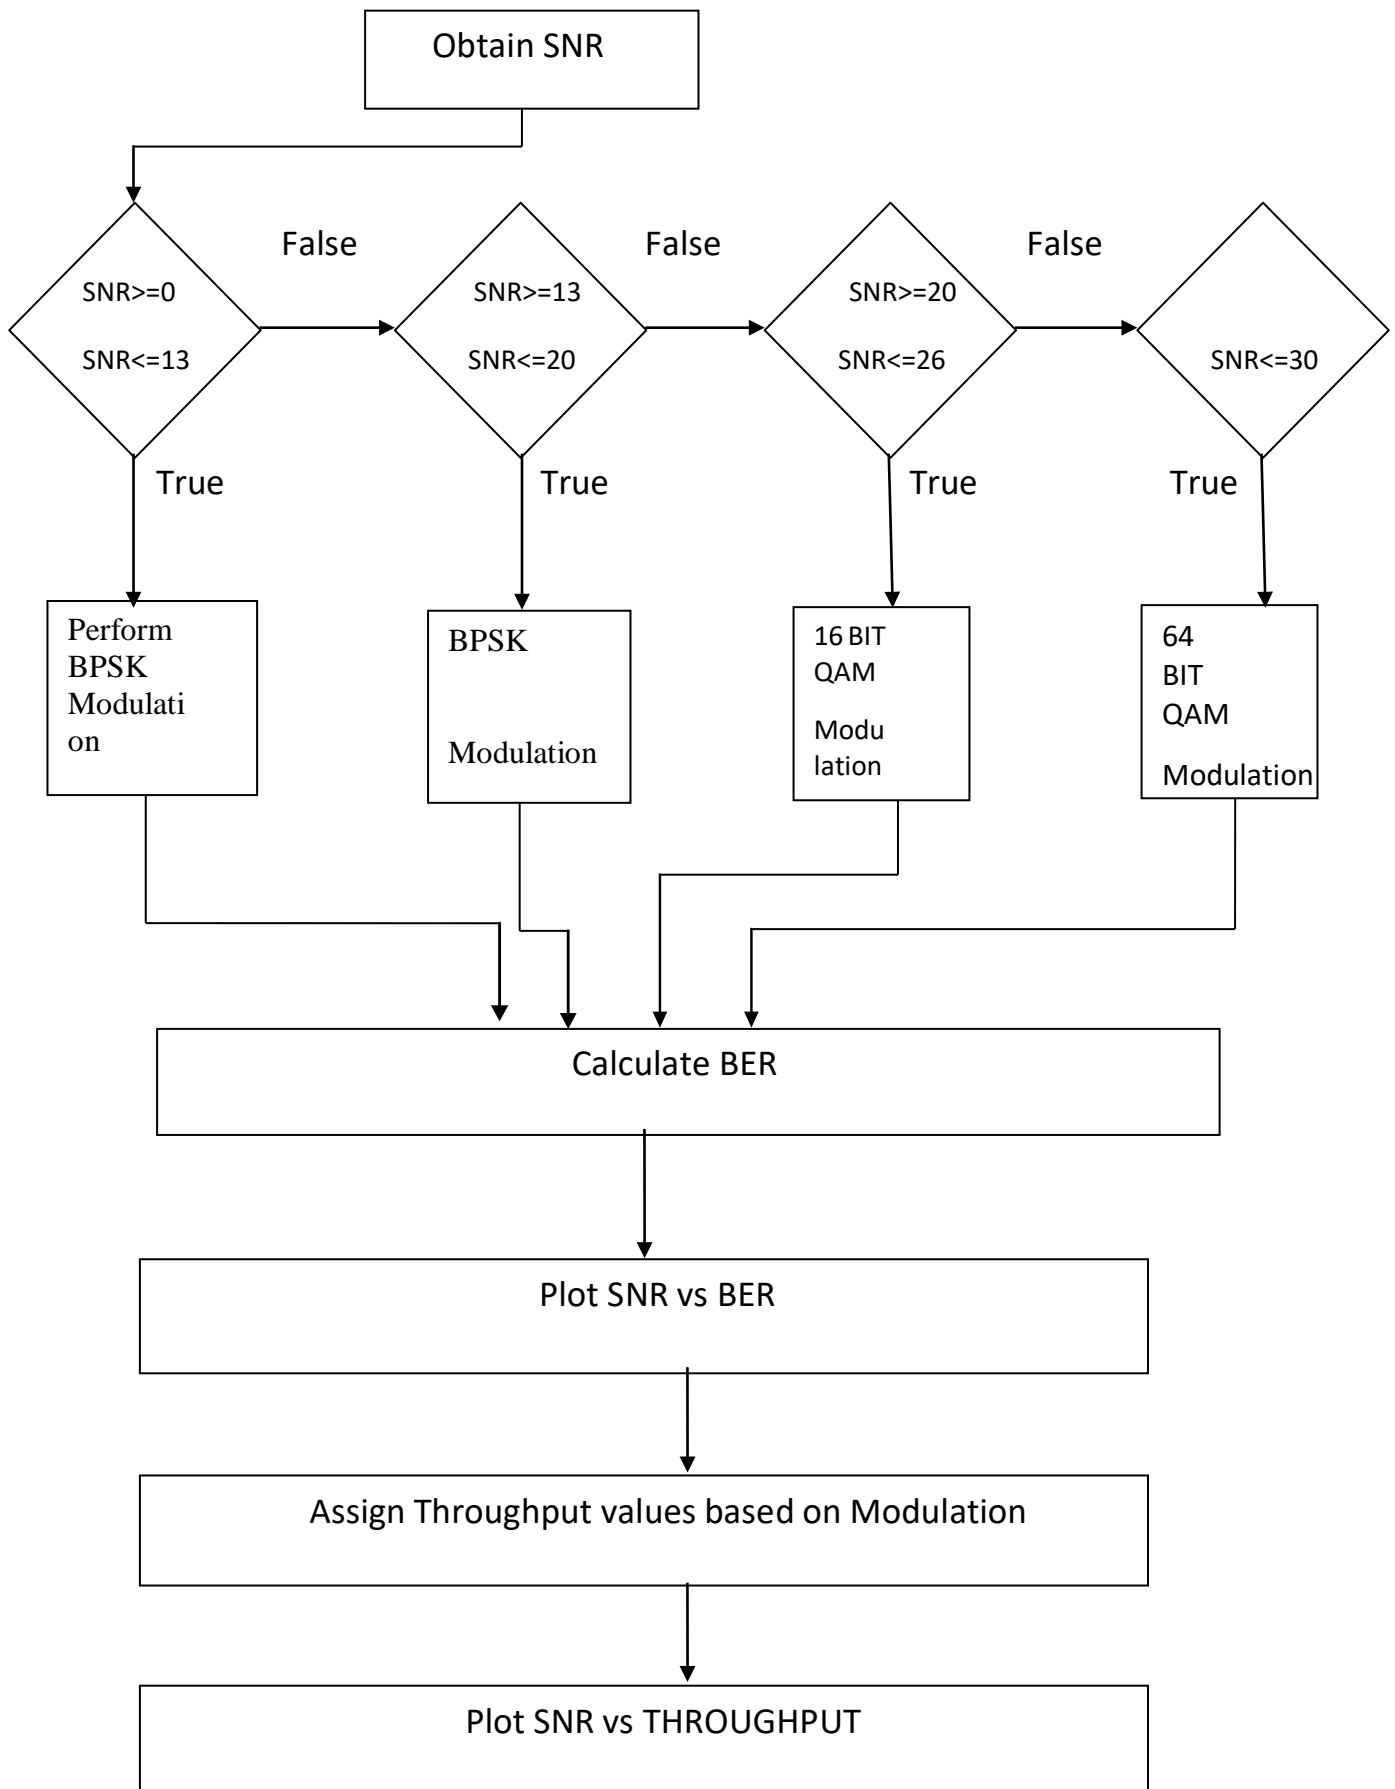 Obtain SNR
False
False
False
SNR>=0
SNR<=13
SNR>=13
SNR<=20
SNR>=20
SNR<=26
SNR<=30
True
True
True
True
Perform
BPSK
Modulati
on
BPSK
Modulation
16 BIT
QAM
Modu
lation
64
BIT
QAM
Modulation
Calculate BER
Plot SNR vs BER
Assign Throughput values based on Modulation
Plot SNR vs THROUGHPUT